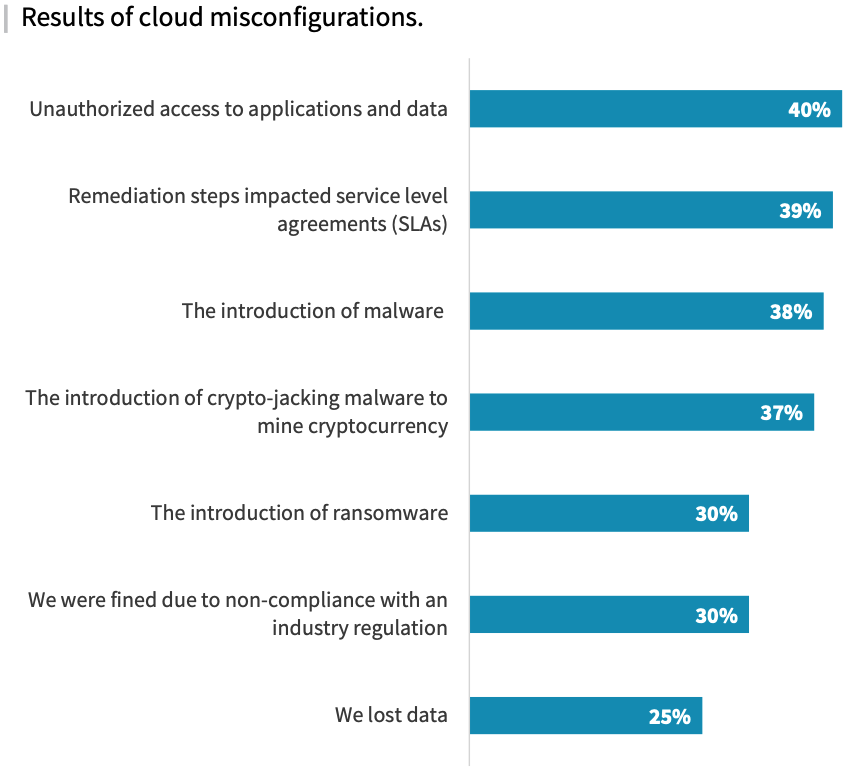 Results of cloud misconfigurations.
Unauthorized access to applications and data
40%
Remediation steps impacted service level
agreements (SLAs)
39%
The introduction of malware
38%
The introduction of crypto-jacking malware to
mine cryptocurrency
37%
The introduction of ransomware
30%
We were fined due to non-compliance with an
industry regulation
30%
We lost data
25%